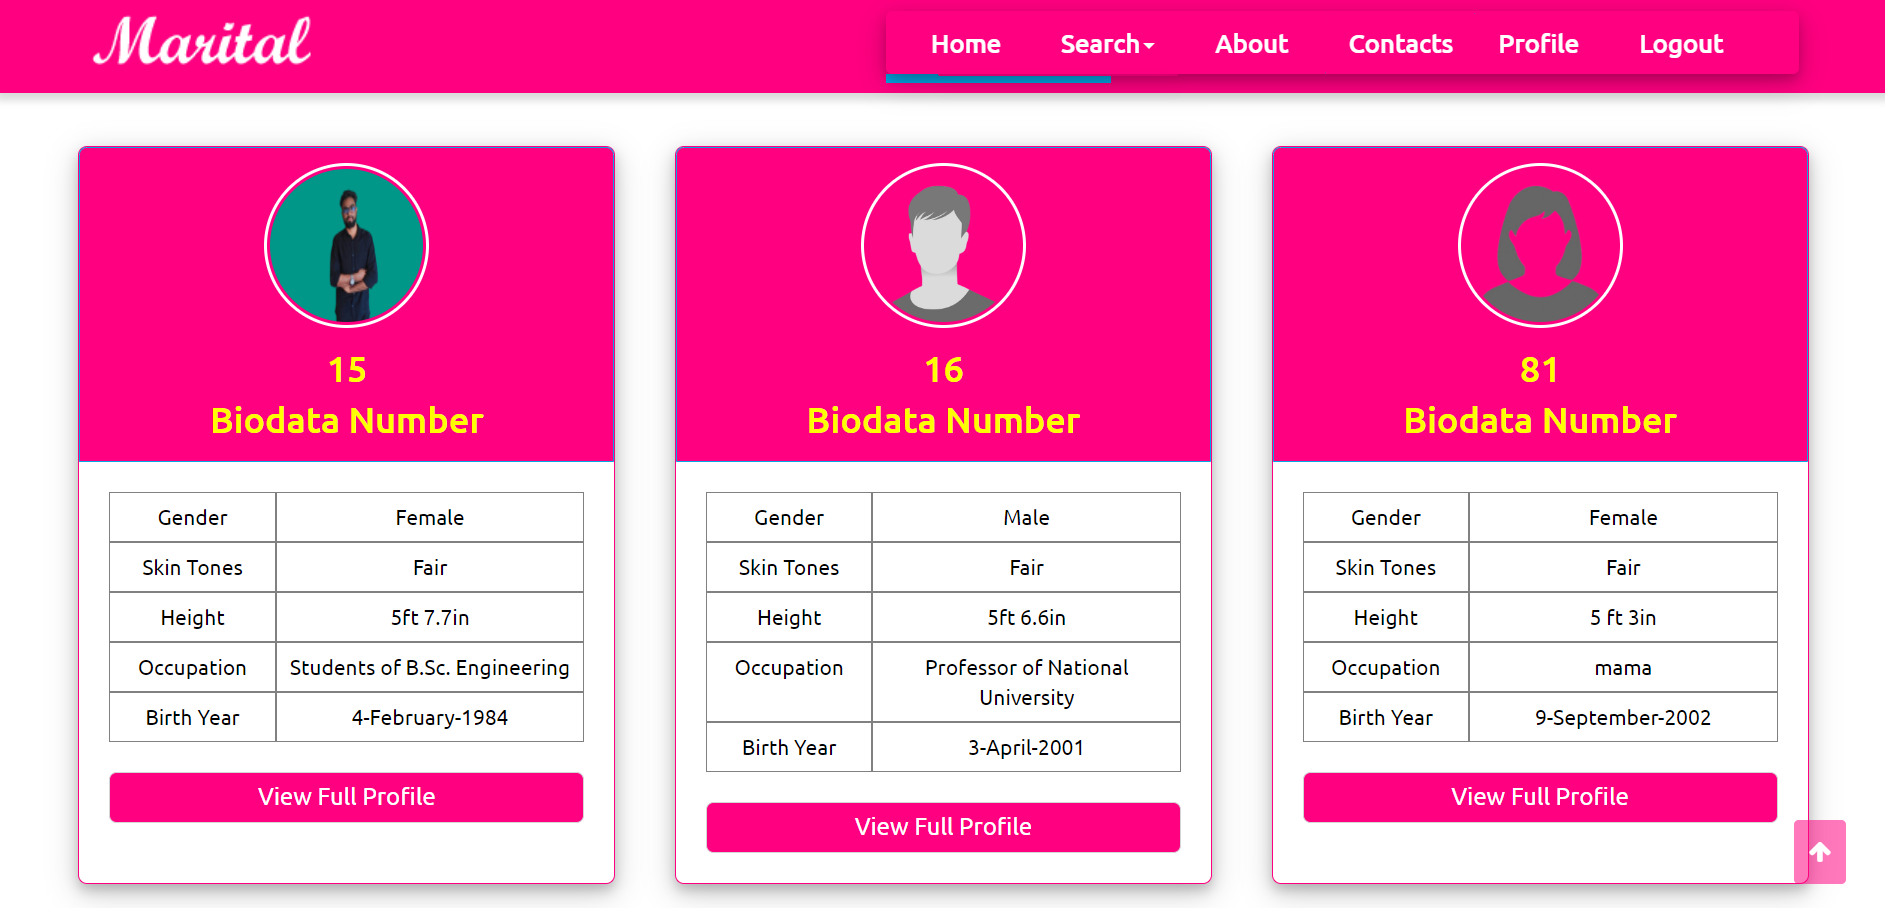 Marital
Home Search About Contacts Profile Logout
15
Biodata Number
Gender Female
Skin Tones Fair
Height 5ft 7.7in
Occupation Students of B.Sc. Engineering
Birth Year 4-February-1984
View Full Profile
16
Biodata Number
Gender Male
Skin Tones Fair
Height 5ft 6.6in
Occupation Professor of National
University
Birth Year 3-April-2001
View Full Profile
81
Biodata Number
Gender Female
Skin Tones Fair
Height 5 ft 3in
Occupation mama
Birth Year 9-September-2002
View Full Profile